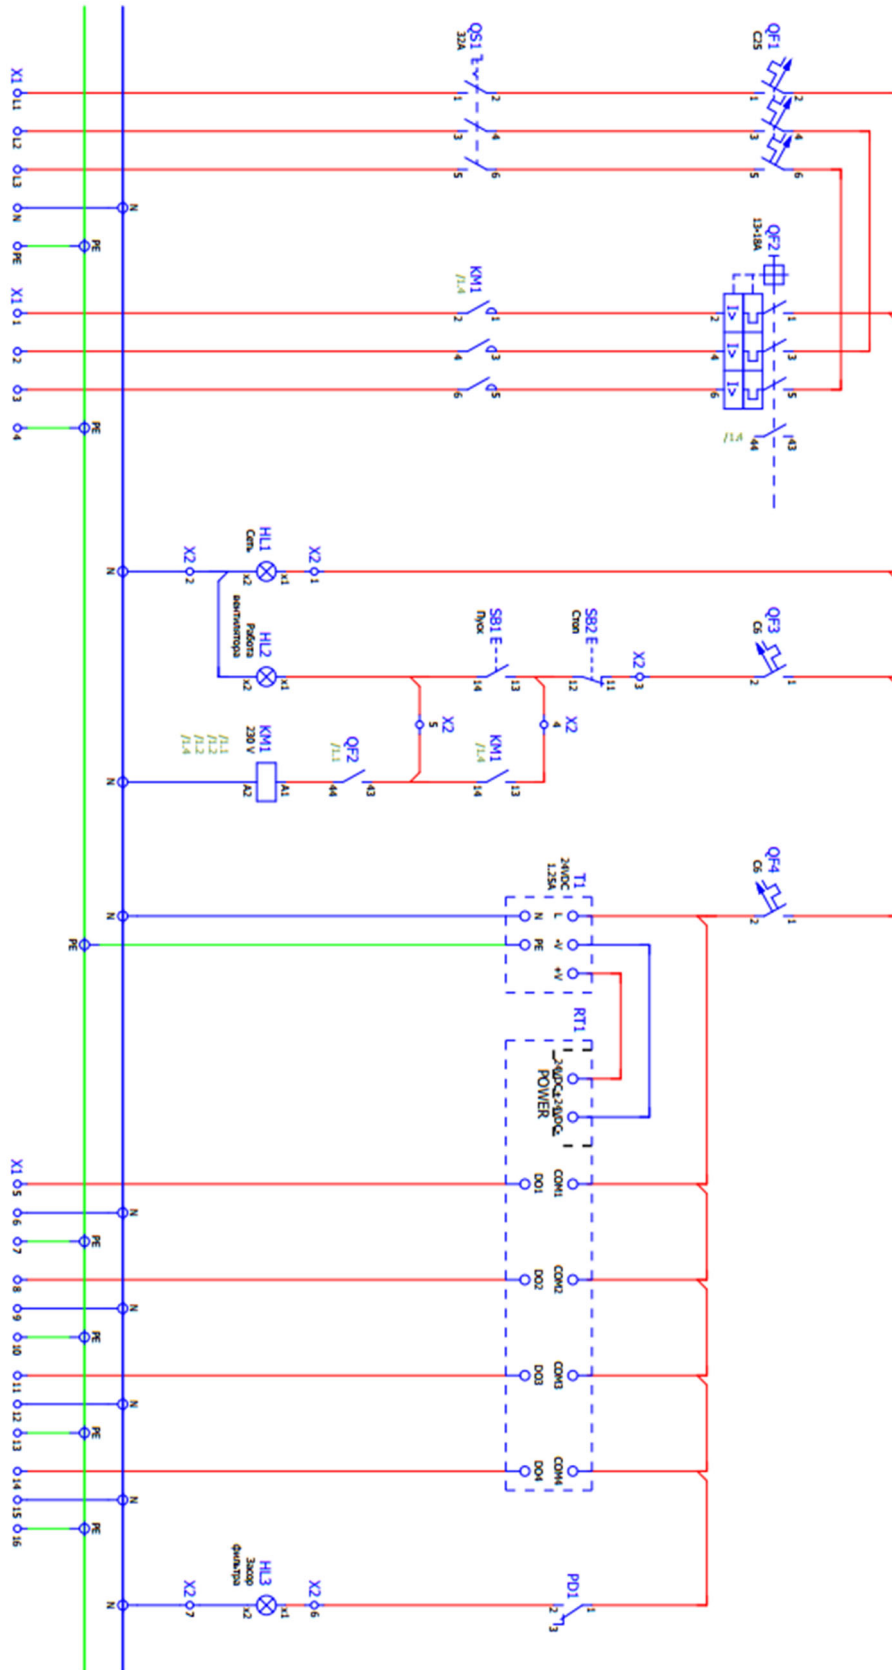 QF1
C25
2
4
6
1
3
5
QS1
32A
2
4
6
1
3
5
X1
L1
L2
L3
N
PE
N
PE
QF2
13÷18A
1
3
5
43
I>
I>
I>
2
4
6
44
/1.4
KM1
/1.4
1
3
5
2
4
6
X1
1
2
3
4
PE
X2
1
HL1
Сеть
x1
x2
X2
2
N
QF3
C6
1
2
X2
3
SB2
Стоп
11
12
X2
4
SB1
Пуск
13
14
KM1
/1.4
13
14
X2
5
HL2
Работа
вентилятора
x1
x2
QF2
/1.1
43
44
KM1
230 V
A1
A2
/1.1
/1.2
/1.2
/1.4
N
QF4
C6
1
2
T1
24VDC
1.25A
L
-V
+V
N
PE
N
PE
RT1
24VDC+
24VDC-
POWER
COM1
COM2
COM3
COM4
DO1
DO2
DO3
DO4
X1
5
6
7
8
9
10
11
12
13
14
15
16
N
PE
N
PE
N
PE
N
PE
PD1
1
2
3
X2
6
HL3
Засор
фильтра
x1
x2
X2
7
N